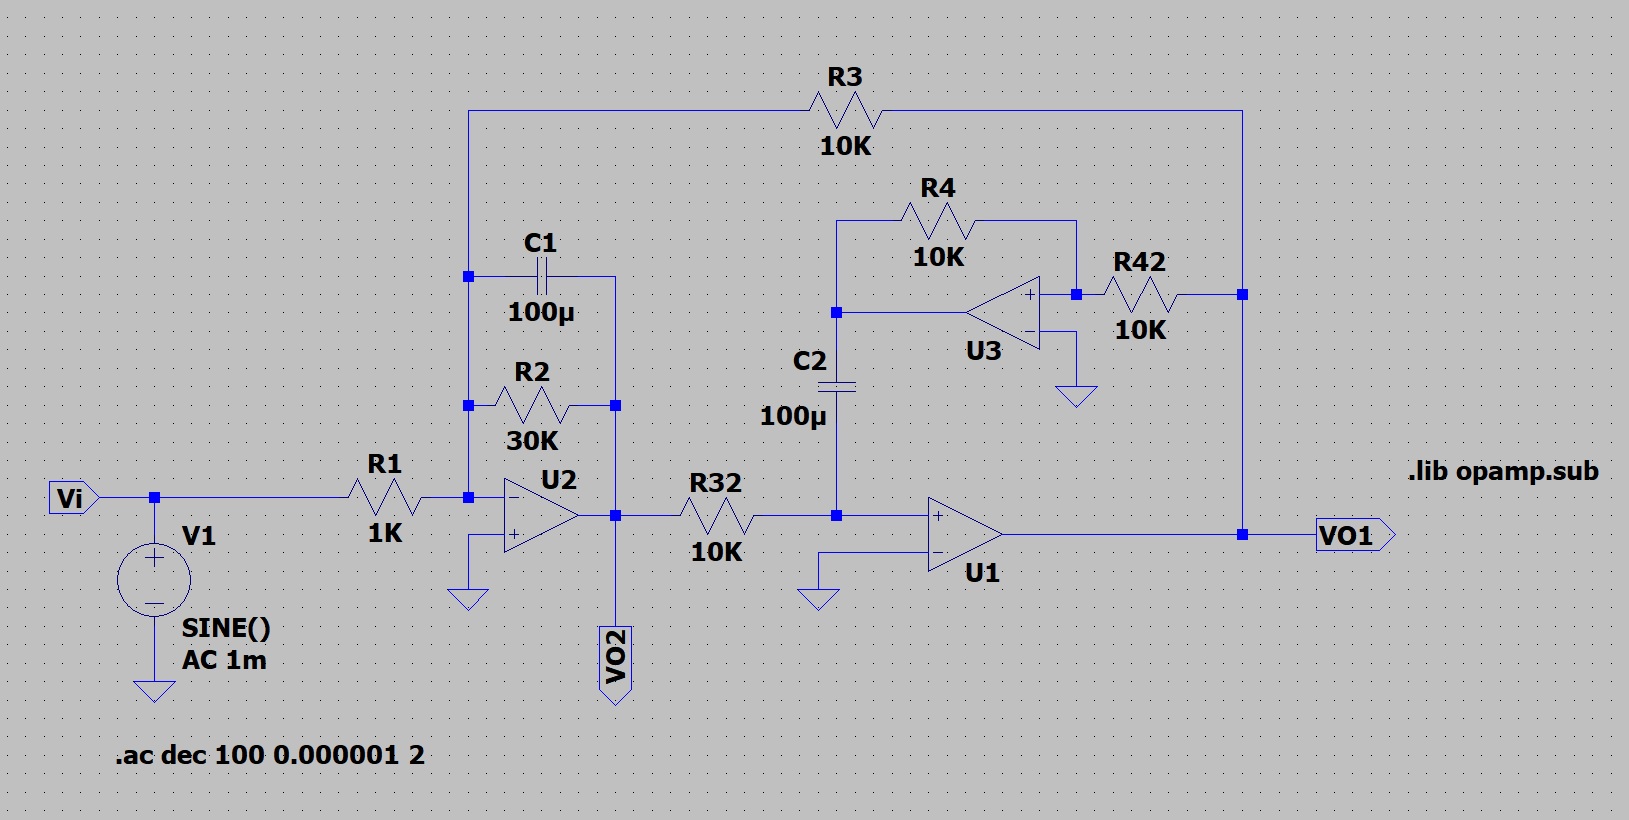 R3
10K
R4
10K
C1
100µ
R42
10K
U3
C2
100µ
R2
30K
R1
1K
U2
R32
10K
.lib opamp.sub
Vi
V1
SINE()
AC 1m
U1
VO1
VO2
.ac dec 100 0.000001 2